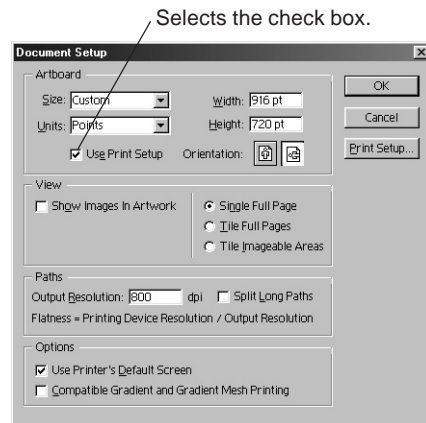 Selects the check box.
Document Setup
Artboard
Size: Custom
Width: 916 pt
OK
Units: Points
Height: 720 pt
Cancel
Use Print Setup
Orientation:
Print Setup...
View
Show Images In Artwork
Single Full Page
Tile Full Pages
Tile Imageable Areas
Paths
Output Resolution: 800 dpi
Split Long Paths
Flatness = Printing Device Resolution / Output Resolution
Options
Use Printer's Default Screen
Compatible Gradient and Gradient Mesh Printing